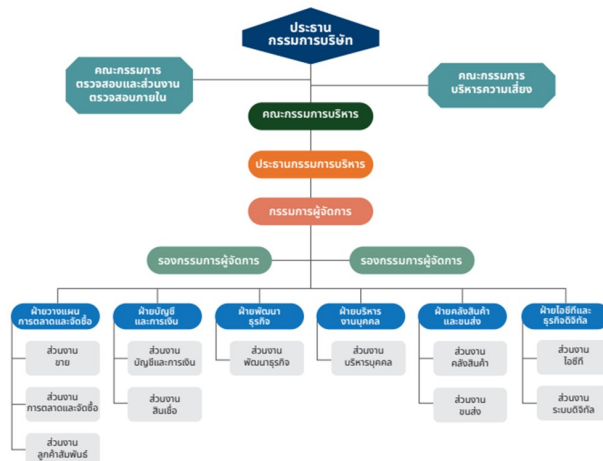 ประธาน
กรรมการบริษัท
คณะกรรมการ
ตรวจสอบและส่วนงาน
ตรวจสอบภายใน
คณะกรรมการ
บริหารความเสี่ยง
คณะกรรมการบริหาร
ประธานกรรมการบริหาร
กรรมการผู้จัดการ
รองกรรมการผู้จัดการ
รองกรรมการผู้จัดการ
ฝ่ายวางแผน
การตลาดและจัดซื้อ
ฝ่ายบัญชี
และการเงิน
ฝ่ายพัฒนา
ธุรกิจ
ฝ่ายบริหาร
งานบุคคล
ฝ่ายคลังสินค้า
และขนส่ง
ฝ่ายไอซีทีและ
ธุรกิจดิจิทัล
ส่วนงาน
ขาย
ส่วนงาน
บัญชีและการเงิน
ส่วนงาน
พัฒนาธุรกิจ
ส่วนงาน
บริหารบุคคล
ส่วนงาน
คลังสินค้า
ส่วนงาน
ไอซีที
ส่วนงาน
การตลาดและจัดซื้อ
ส่วนงาน
สินเชื่อ
ส่วนงาน
ขนส่ง
ส่วนงาน
ระบบดิจิทัล
ส่วนงาน
ลูกค้าสัมพันธ์